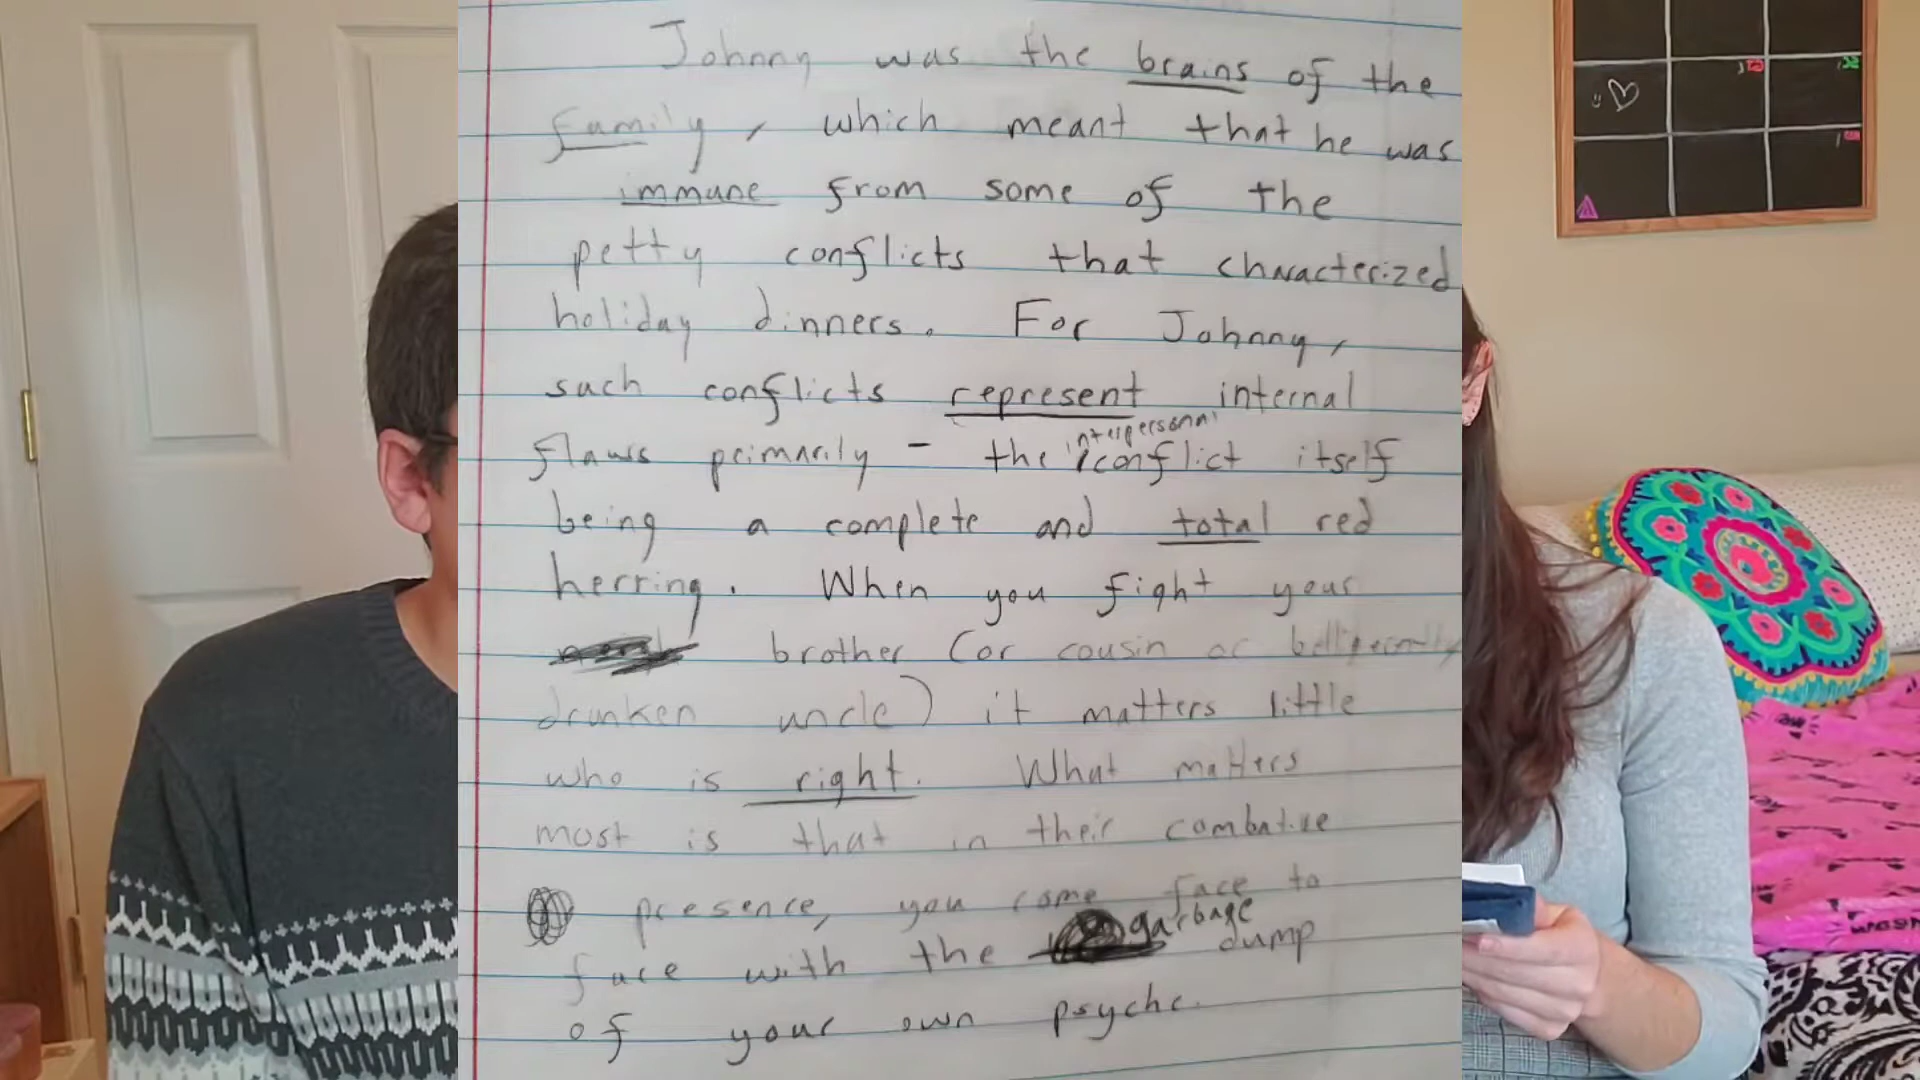 Johnny was the brains of the
family, which meant that he was
immune from some of the
petty conflicts that characterized
holiday dinners. For Johnny,
such conflicts represent internal
interpersonal
flaws primarily - the conflict itself
being a complete and total red
herring. When you fight your
brother (or cousin or
drunken uncle) it matters little
who is right. What matters
most is that in their combative
presence, you come face to
garbage
face with the dump
of your own psyche.